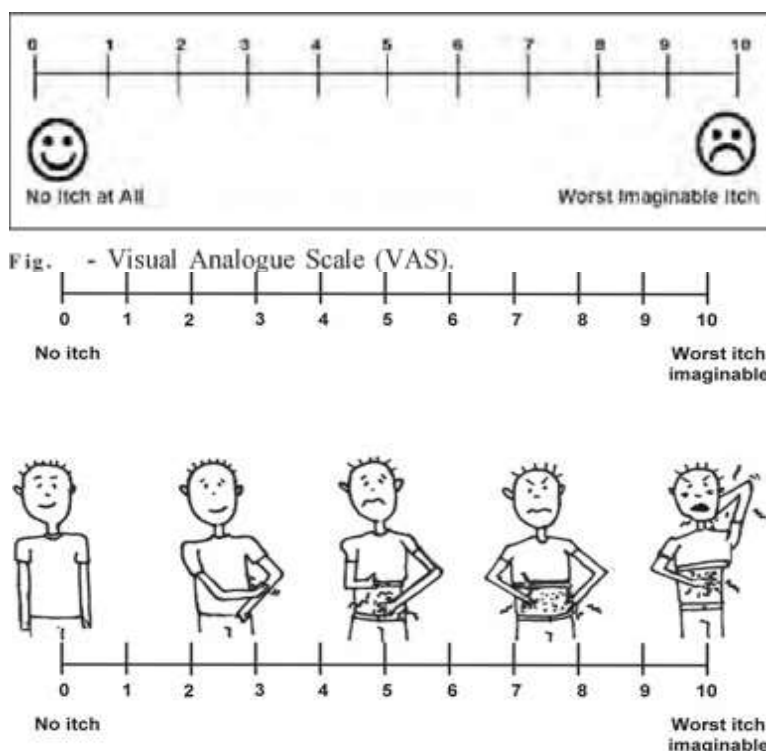 0 1 2 3 4 5 6 7 8 9 10
No Itch at All Worst Imaginable Itch
Fig. - Visual Analogue Scale (VAS).
0 1 2 3 4 5 6 7 8 9 10
No itch Worst itch
imaginable
0 1 2 3 4 5 6 7 8 9 10
No itch Worst itch
imaginable